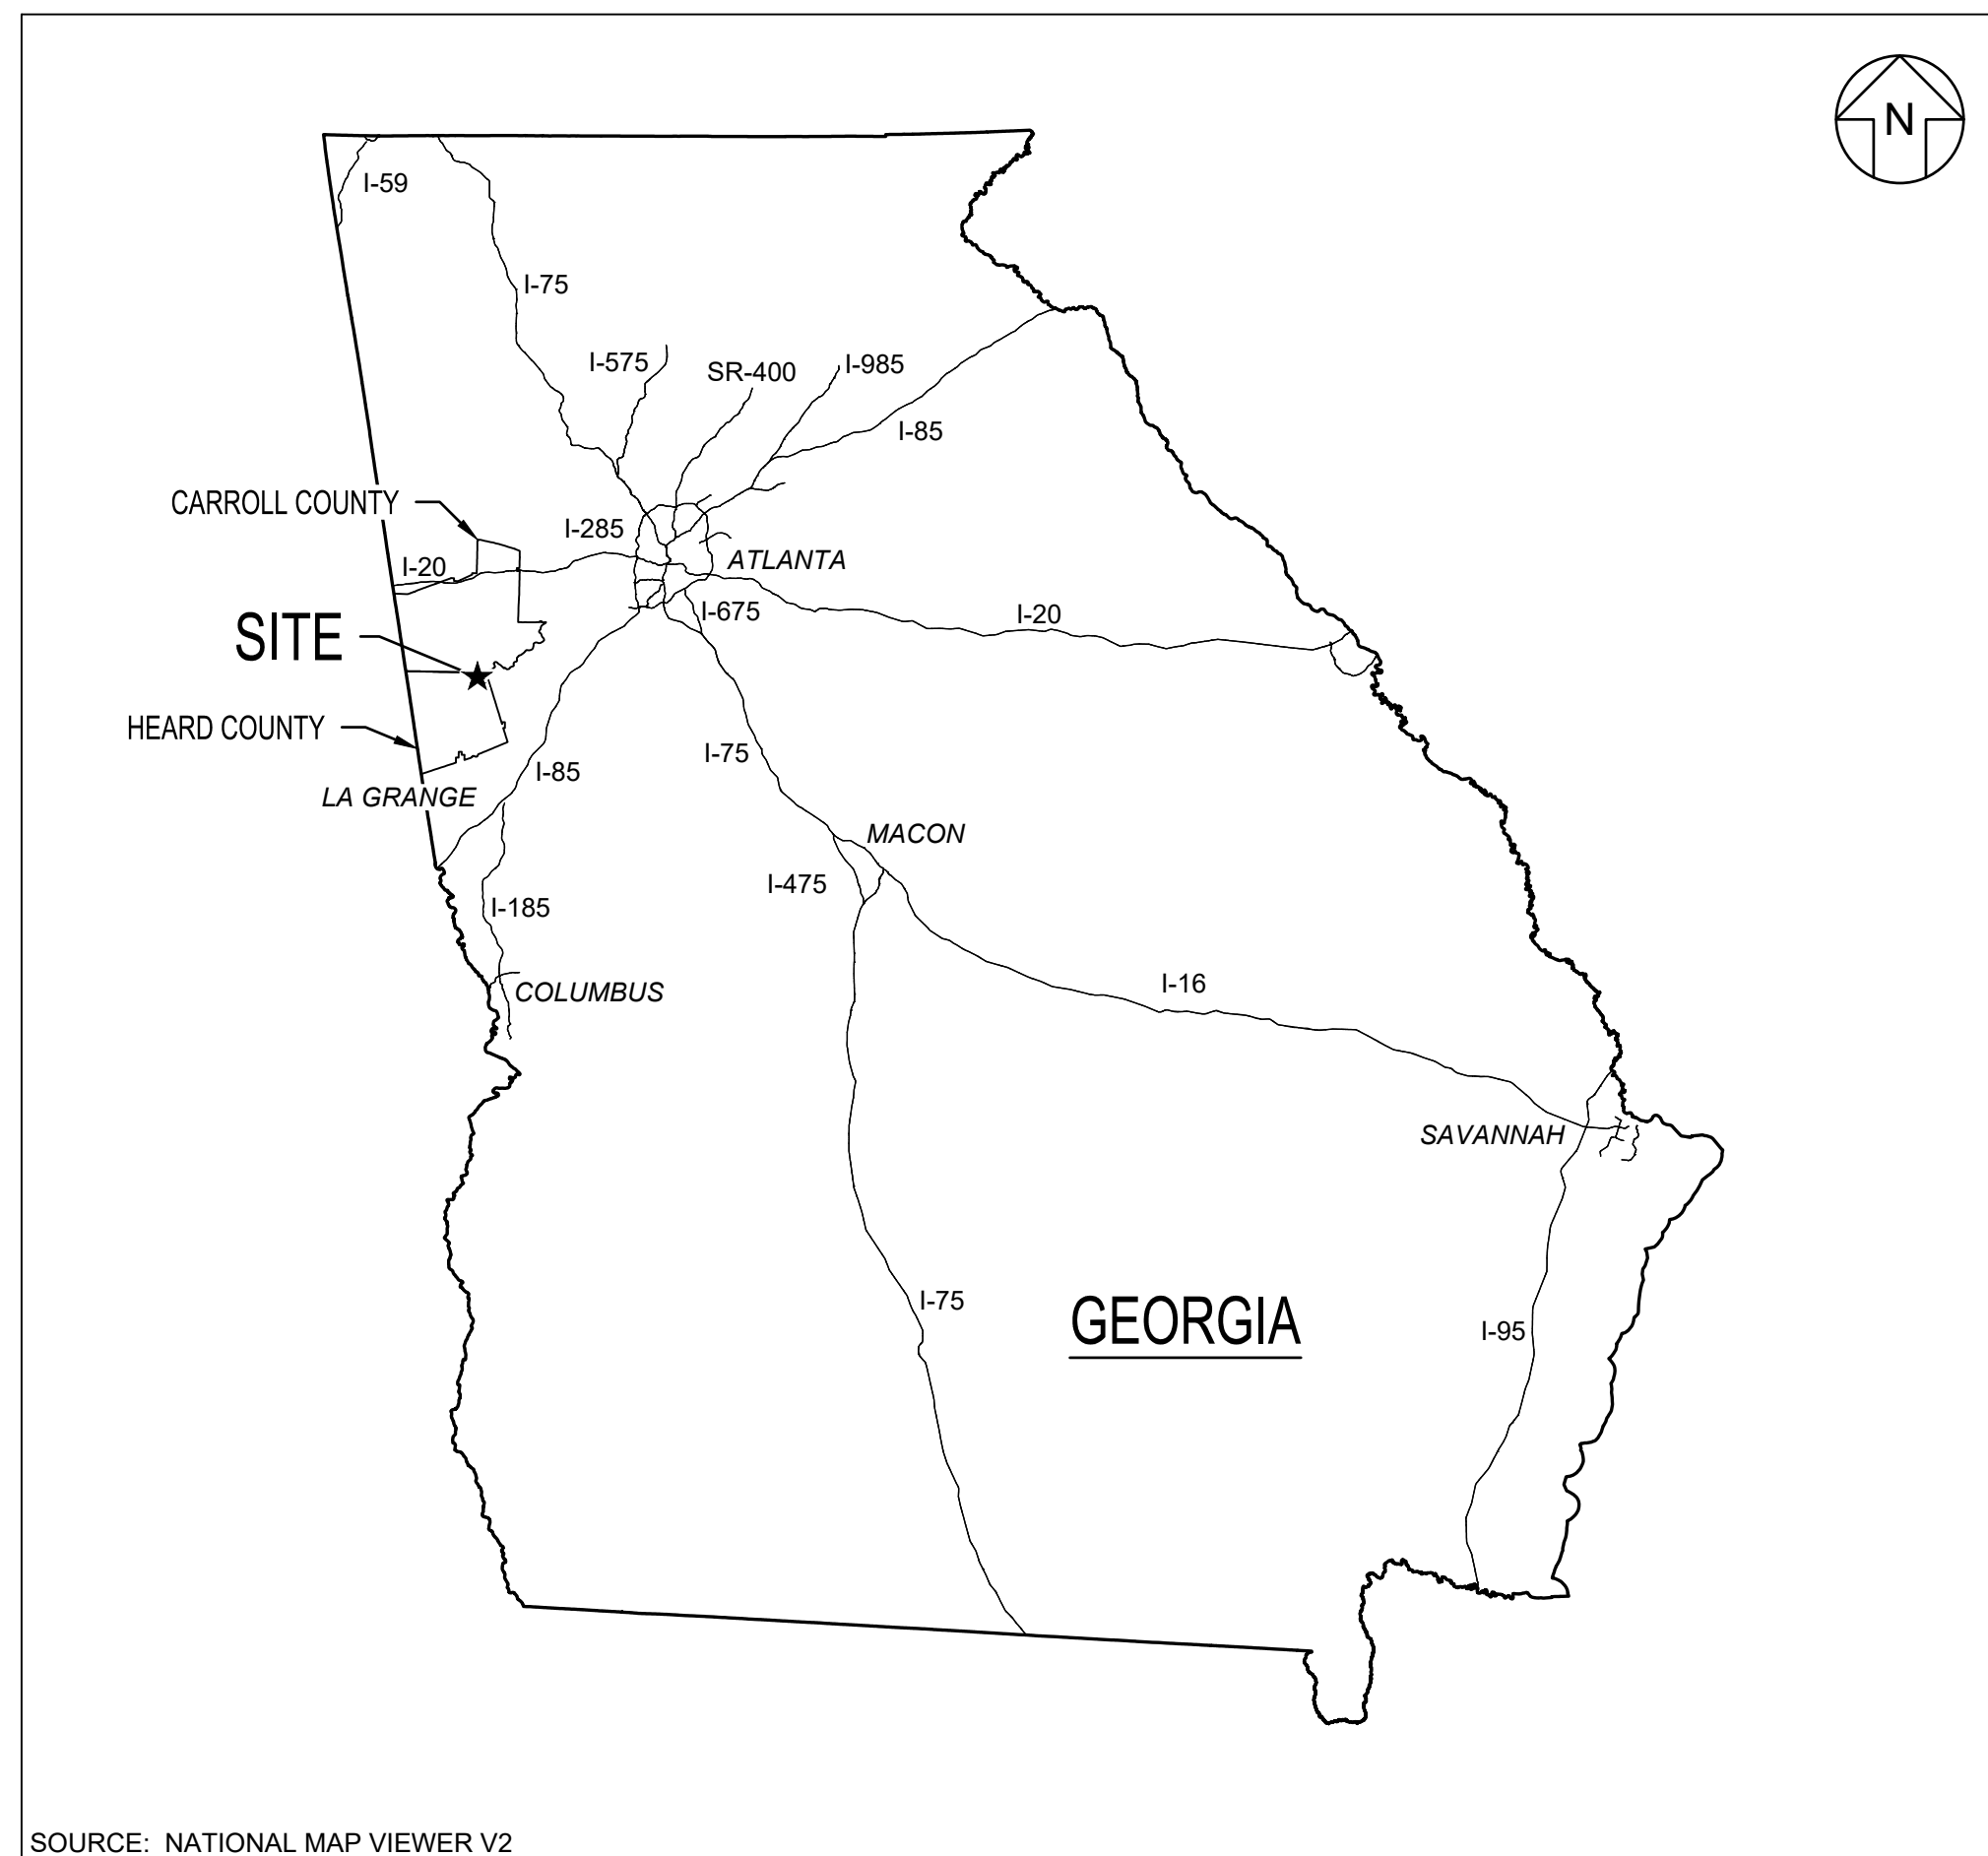 N
I-59
I-75
I-575
SR-400
I-985
I-85
CARROLL COUNTY
I-285
ATLANTA
I-20
I-675
I-20
SITE
HEARD COUNTY
I-75
I-85
LA GRANGE
MACON
I-475
I-185
COLUMBUS
I-16
SAVANNAH
I-75
GEORGIA
I-95
SOURCE: NATIONAL MAP VIEWER V2